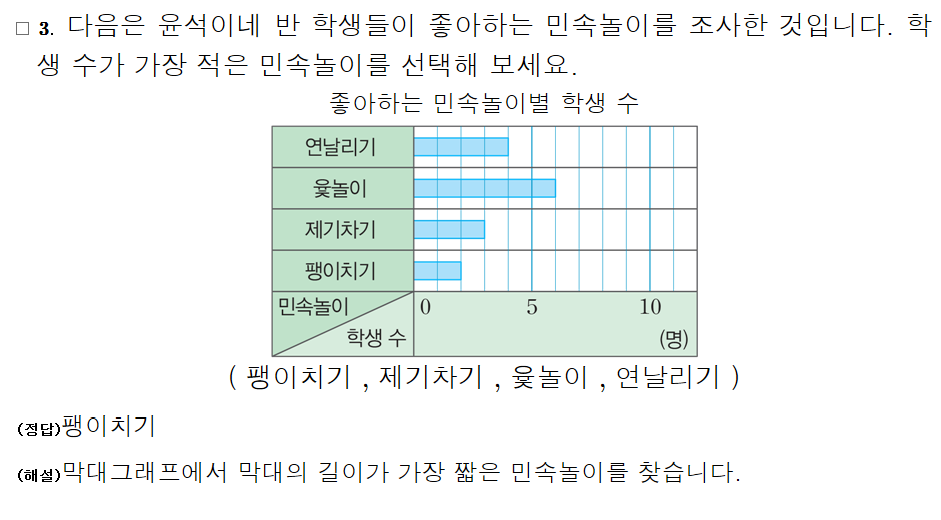 □ 3. 다음은 윤석이네 반 학생들이 좋아하는 민속놀이를 조사한 것입니다. 학
생 수가 가장 적은 민속놀이를 선택해 보세요.
좋아하는 민속놀이별 학생 수
연날리기
윷놀이
제기차기
팽이치기
민속놀이
학생 수
0 5 10
(명)
( 팽이치기 , 제기차기 , 윷놀이 , 연날리기 )
(정답)팽이치기
(해설)막대그래프에서 막대의 길이가 가장 짧은 민속놀이를 찾습니다.